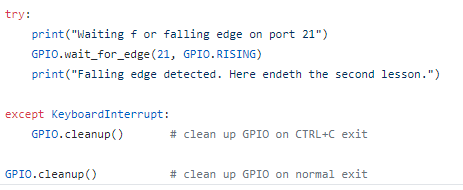 try:
    print("Waiting f or falling edge on port 21")
    GPIO.wait_for_edge(21, GPIO.RISING)
    print("Falling edge detected. Here endeth the second lesson.")

except KeyboardInterrupt:
    GPIO.cleanup()       # clean up GPIO on CTRL+C exit

GPIO.cleanup()           # clean up GPIO on normal exit